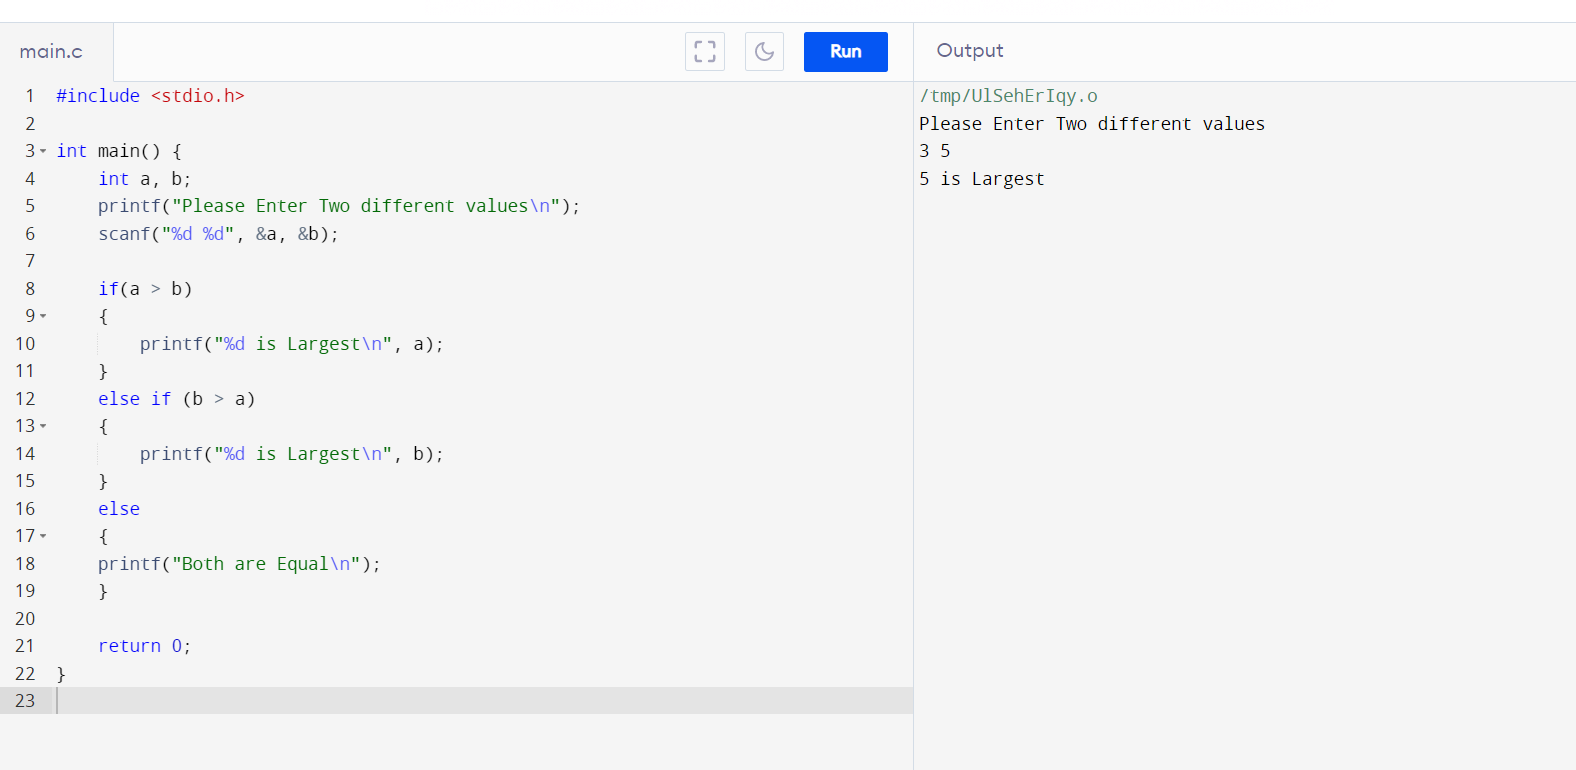 main.c
Run
Output
1 #include <stdio.h>
2
3 int main() {
4     int a, b;
5     printf("Please Enter Two different values\n");
6     scanf("%d %d", &a, &b);
7
8     if(a > b)
9     {
10         printf("%d is Largest\n", a);
11     }
12     else if (b > a)
13     {
14         printf("%d is Largest\n", b);
15     }
16     else
17     {
18     printf("Both are Equal\n");
19     }
20
21     return 0;
22 }
23
/tmp/UlSehErIqy.o
Please Enter Two different values
3 5
5 is Largest